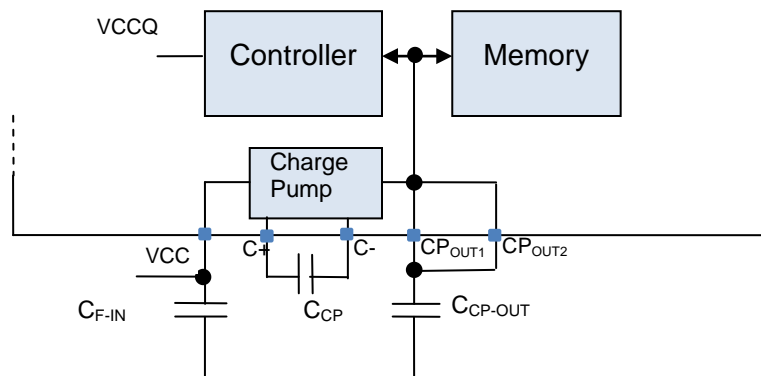 VCCQ
Controller
Memory
Charge
Pump
VCC
C+
C-
CPOUT1
CPOUT2
CF-IN
CCP
CCP-OUT